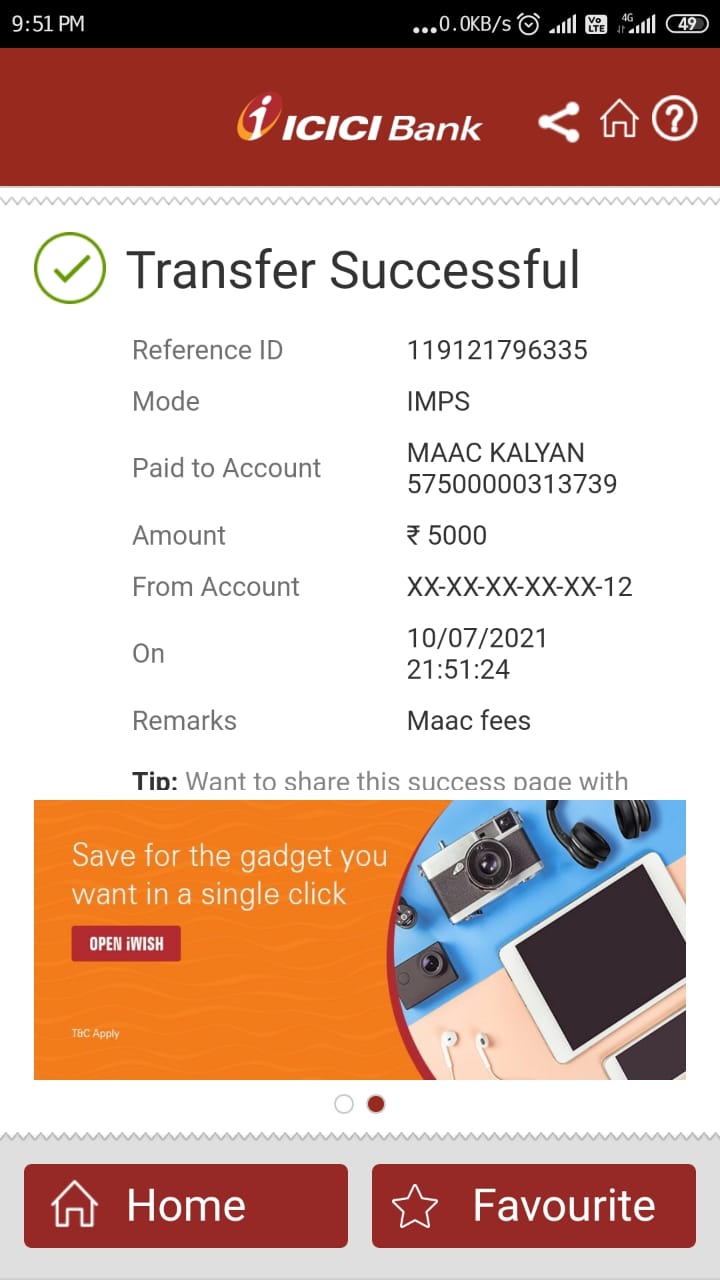 9:51 PM ...0.0KB/s Vo LTE 4G 49
ICICI Bank
Transfer Successful
Reference ID 119121796335
Mode IMPS
Paid to Account MAAC KALYAN
57500000313739
Amount ₹ 5000
From Account XX-XX-XX-XX-XX-12
On 10/07/2021
21:51:24
Remarks Maac fees
Tip: Want to share this success page with
Save for the gadget you
want in a single click
OPEN iWISH
T&C Apply
Home Favourite